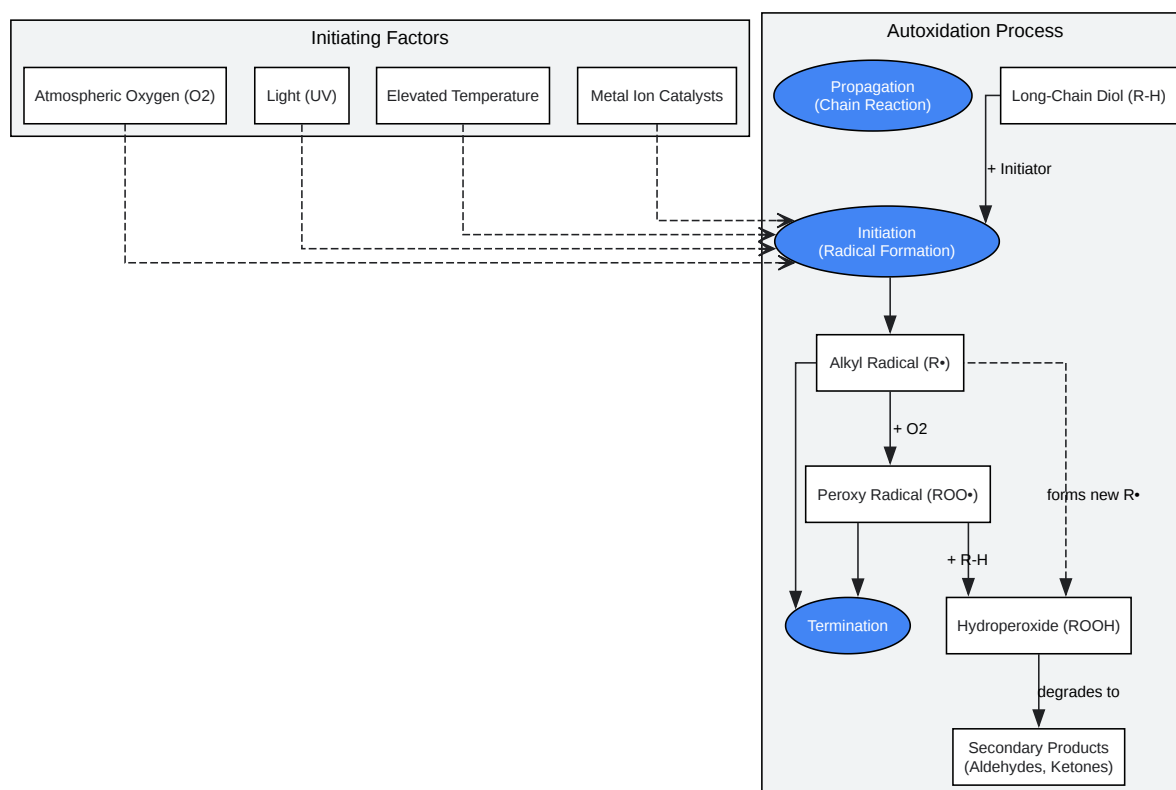 Initiating Factors
Atmospheric Oxygen (O2)
Light (UV)
Elevated Temperature
Metal Ion Catalysts
Autoxidation Process
Propagation
(Chain Reaction)
Long-Chain Diol (R-H)
+ Initiator
Initiation
(Radical Formation)
Alkyl Radical (R•)
+ O2
Peroxy Radical (ROO•)
forms new R•
+ R-H
Termination
Hydroperoxide (ROOH)
degrades to
Secondary Products
(Aldehydes, Ketones)